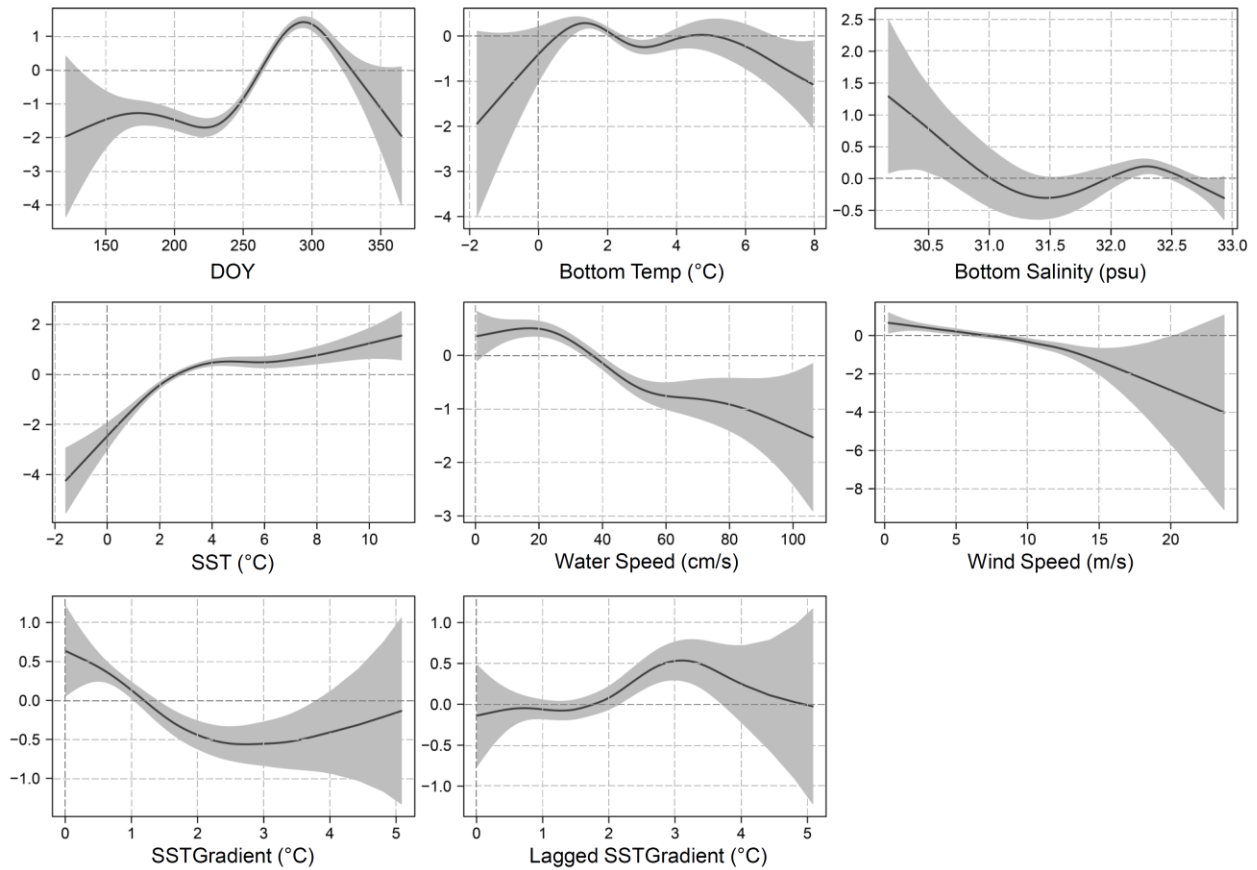 1
0
−1
−2
−3
−4
150 200 250 300 350
DOY
0
−1
−2
−3
−4
−2 0 2 4 6 8
Bottom Temp (°C)
2.5
2.0
1.5
1.0
0.5
0.0
−0.5
30.5 31.0 31.5 32.0 32.5 33.0
Bottom Salinity (psu)
2
0
−2
−4
−2 0 2 4 6 8 10
SST (°C)
0
−1
−2
−3
0 20 40 60 80 100
Water Speed (cm/s)
0
−2
−4
−6
−8
0 5 10 15 20
Wind Speed (m/s)
1.0
0.5
0.0
−0.5
−1.0
0 1 2 3 4 5
SSTGradient (°C)
1.0
0.5
0.0
−0.5
−1.0
0 1 2 3 4 5
Lagged SSTGradient (°C)